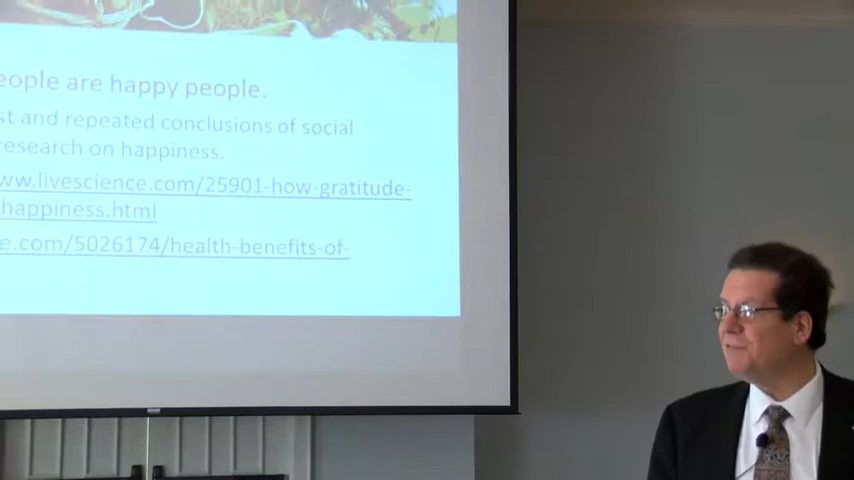 eople are happy people.
st and repeated conclusions of social
research on happiness.
ww.livescience.com/25901-how-gratitude-
happiness.html
e.com/5026174/health-benefits-of-